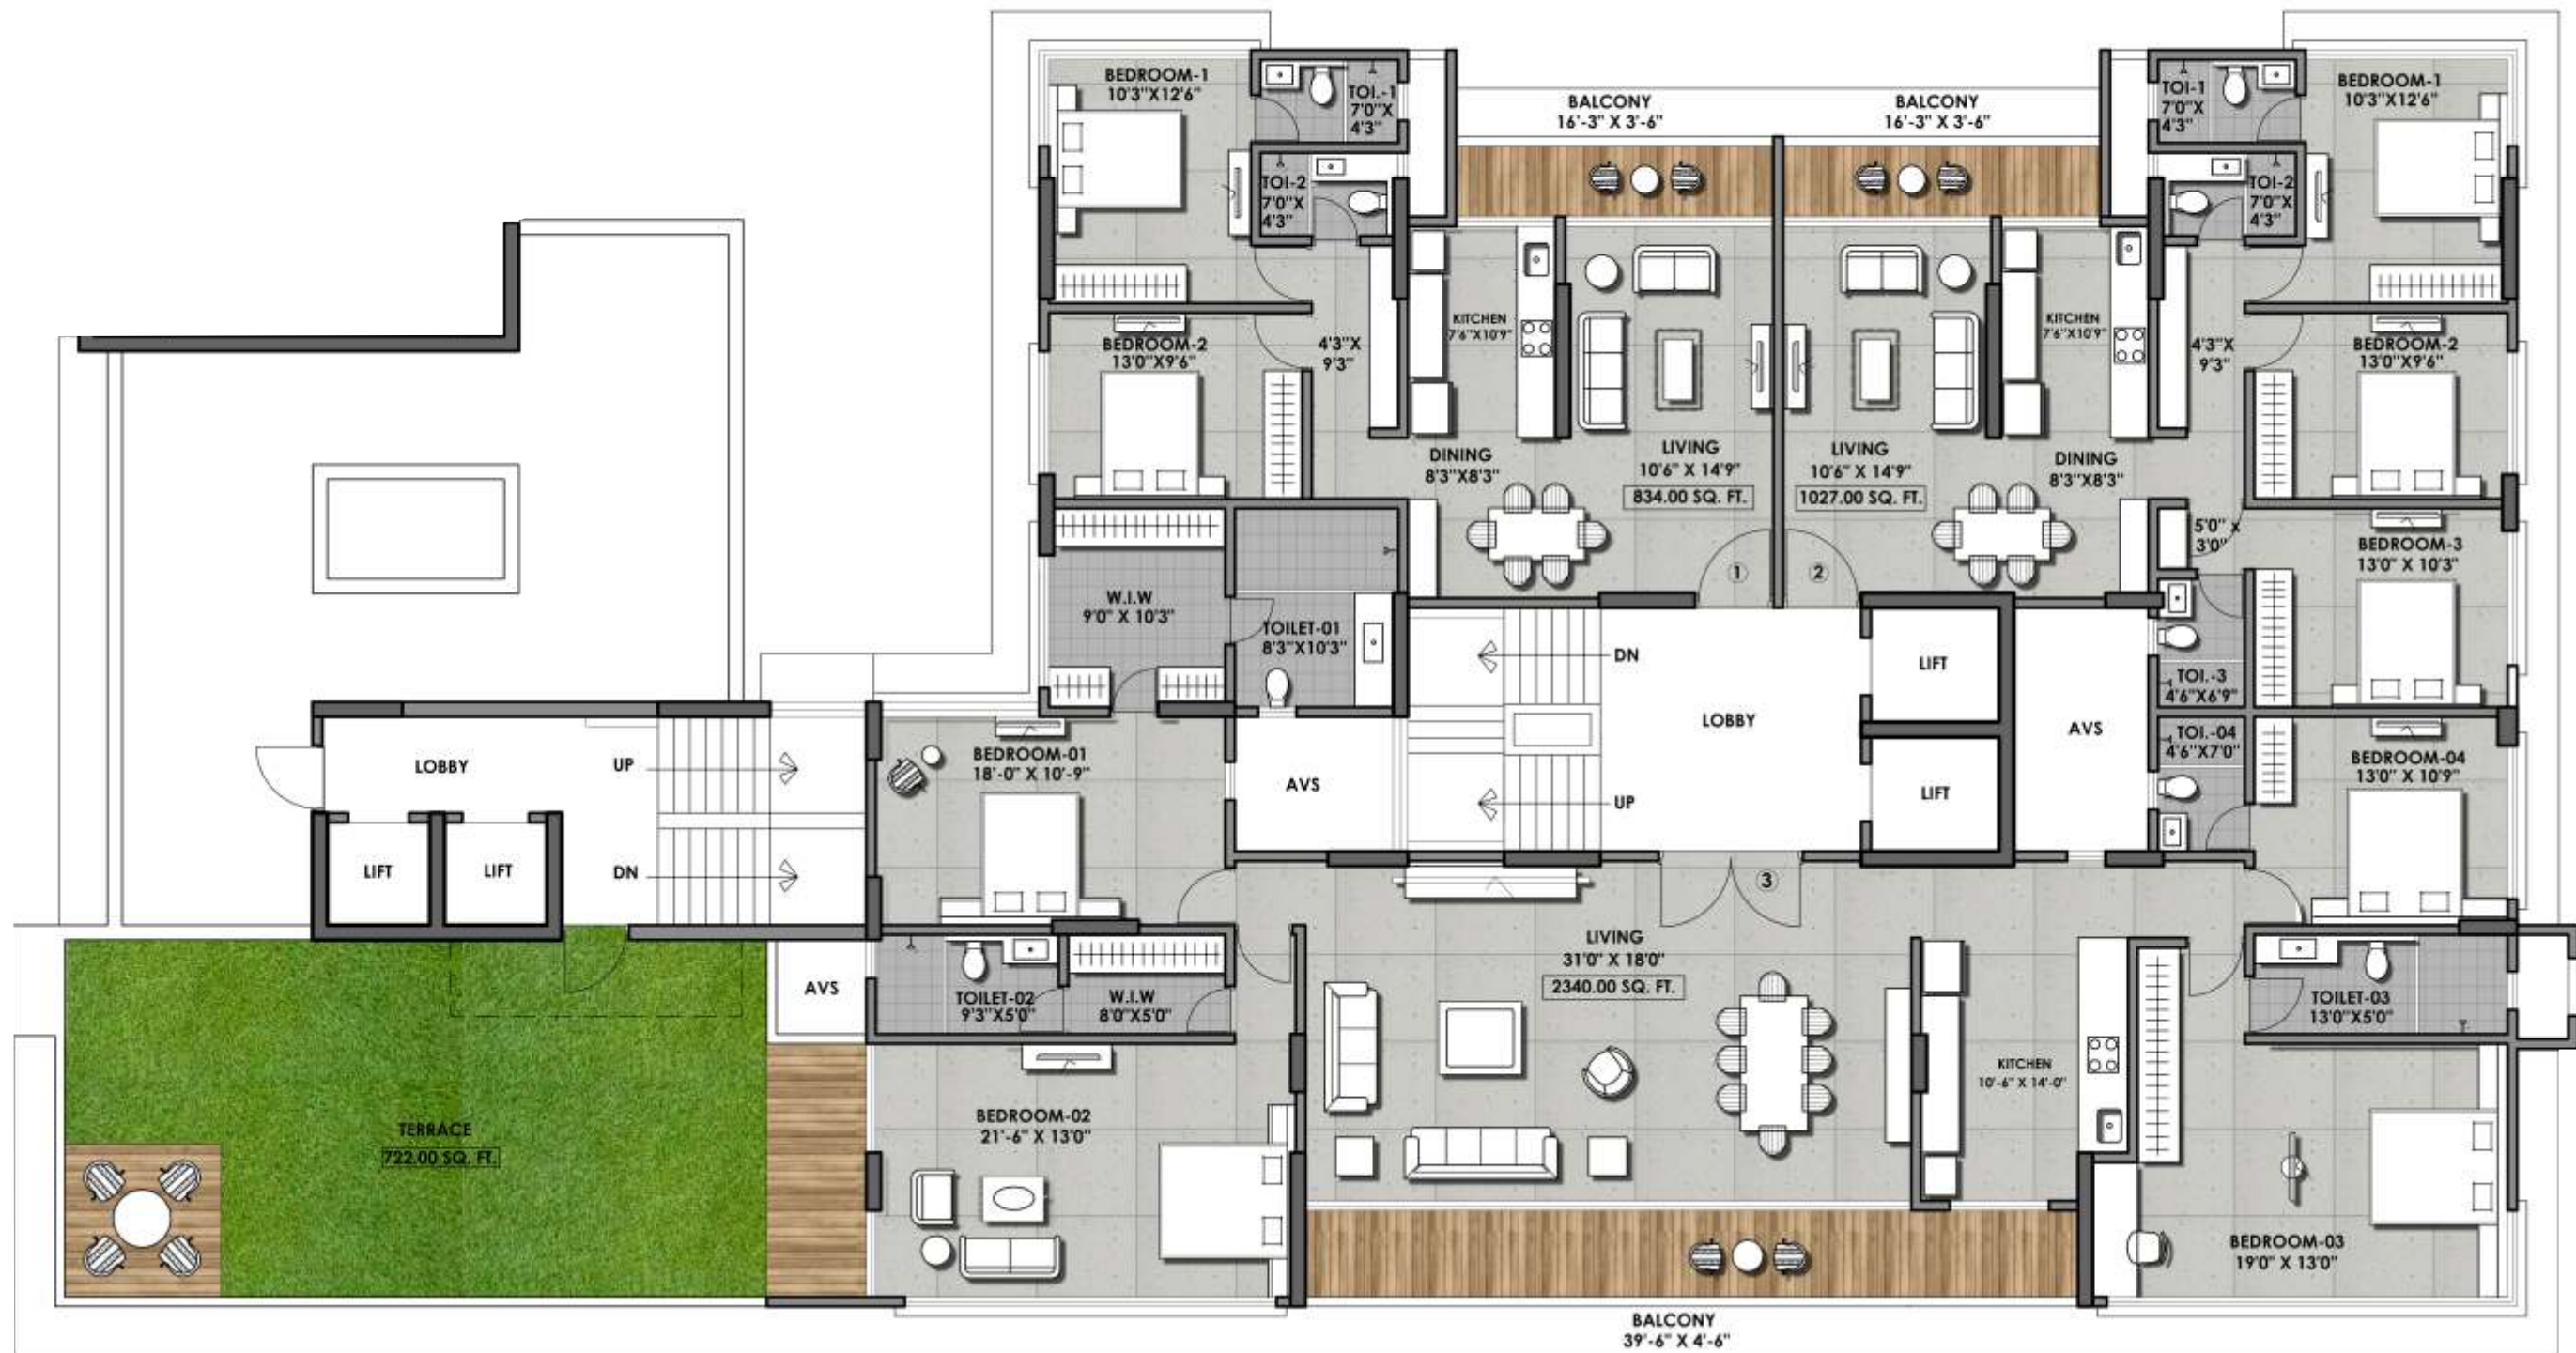 BEDROOM-1
10'3"X12'6"
TOI.-1
7'0"X
4'3"
BALCONY
16'-3" X 3'-6"
BALCONY
16'-3" X 3'-6"
TOI-1
7'0"X
4'3"
BEDROOM-1
10'3"X12'6"
TOI-2
7'0"X
4'3"
TOI-2
7'0"X
4'3"
BEDROOM-2
13'0"X9'6"
4'3"X
9'3"
KITCHEN
7'6"X10'9"
KITCHEN
7'6"X10'9"
4'3"X
9'3"
BEDROOM-2
13'0"X9'6"
DINING
8'3"X8'3"
LIVING
10'6" X 14'9"
834.00 SQ. FT.
LIVING
10'6" X 14'9"
1027.00 SQ. FT.
DINING
8'3"X8'3"
5'0" x
3'0"
BEDROOM-3
13'0" X 10'3"
1
2
W.I.W
9'0" X 10'3"
TOILET-01
8'3"X10'3"
DN
LIFT
TOI.-3
4'6"X6'9"
LOBBY
AVS
TOI.-04
4'6"X7'0"
BEDROOM-04
13'0" X 10'9"
LOBBY
UP
BEDROOM-01
18'-0" X 10'-9"
AVS
UP
LIFT
LIFT
LIFT
DN
3
LIVING
31'0" X 18'0"
2340.00 SQ. FT.
AVS
TOILET-02
9'3"X5'0"
W.I.W
8'0"X5'0"
TOILET-03
13'0"X5'0"
KITCHEN
10'-6" X 14'-0"
TERRACE
722.00 SQ. FT.
BEDROOM-02
21'-6" X 13'0"
BEDROOM-03
19'0" X 13'0"
BALCONY
39'-6" X 4'-6"